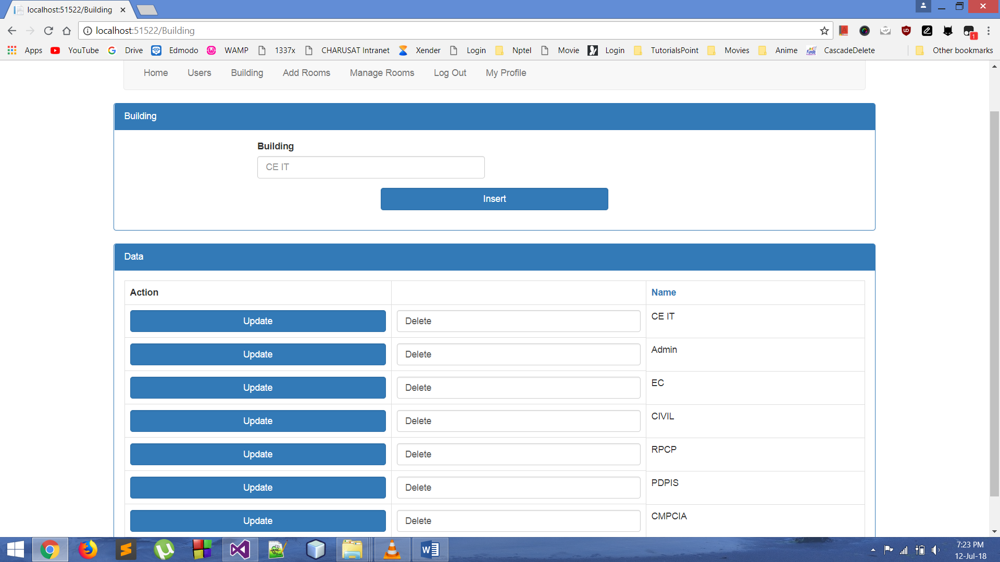 localhost:51522/Building
localhost:51522/Building
Apps YouTube Drive Edmodo WAMP 1337x CHARUSAT Intranet Xender Login Nptel Movie Login TutorialsPoint Movies Anime CascadeDelete Other bookmarks
Home Users Building Add Rooms Manage Rooms Log Out My Profile
Building
Building
CE IT
Insert
Data
Action Name
Update Delete CE IT
Update Delete Admin
Update Delete EC
Update Delete CIVIL
Update Delete RPCP
Update Delete PDPIS
Update Delete CMPCIA
7:23 PM
12-Jul-18